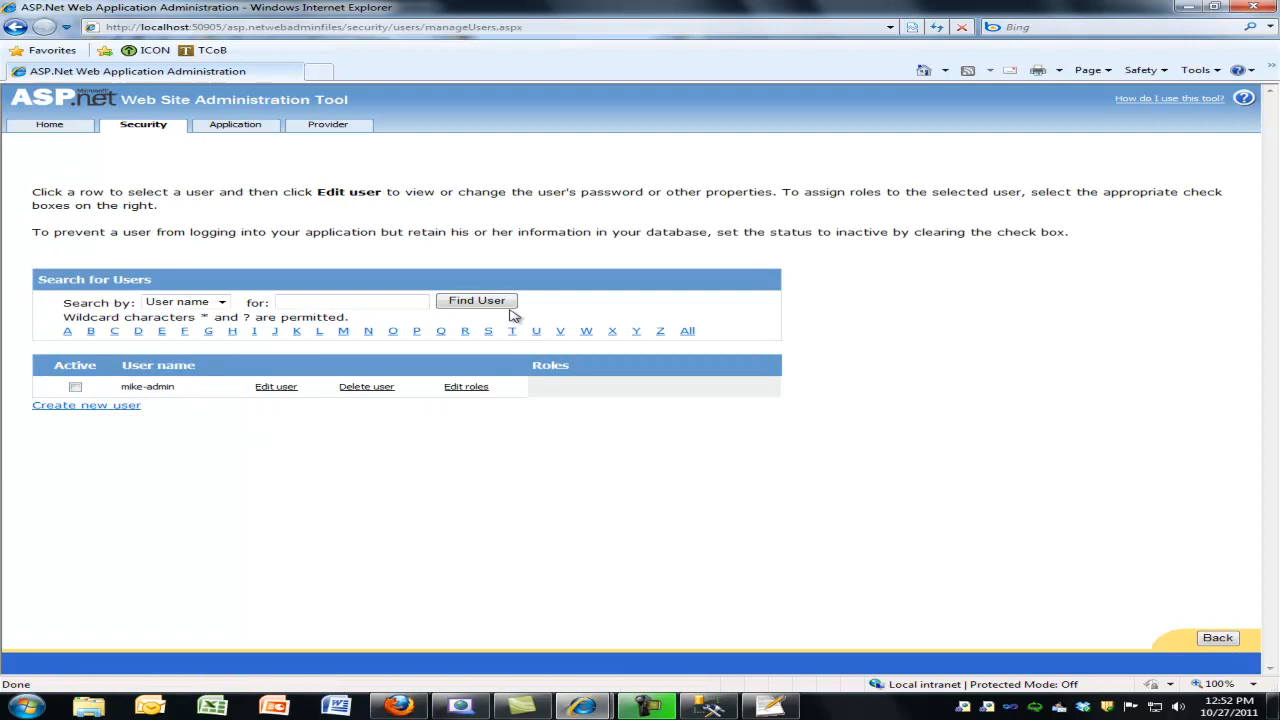 ASP.Net Web Application Administration - Windows Internet Explorer
http://localhost:50905/asp.netwebadminfiles/security/users/manageUsers.aspx
Bing
Favorites ICON T TCoB
ASP.Net Web Application Administration
Page Safety Tools
Microsoft
ASP.net Web Site Administration Tool
How do I use this tool? ?
Home Security Application Provider
Click a row to select a user and then click Edit user to view or change the user's password or other properties. To assign roles to the selected user, select the appropriate check
boxes on the right.
To prevent a user from logging into your application but retain his or her information in your database, set the status to inactive by clearing the check box.
Search for Users
Search by: User name for: Find User
Wildcard characters * and ? are permitted.
A B C D E F G H I J K L M N O P Q R S T U V W X Y Z All
Active User name Roles
mike-admin Edit user Delete user Edit roles
Create new user
Back
Done
Local intranet | Protected Mode: Off
100%
12:52 PM
10/27/2011